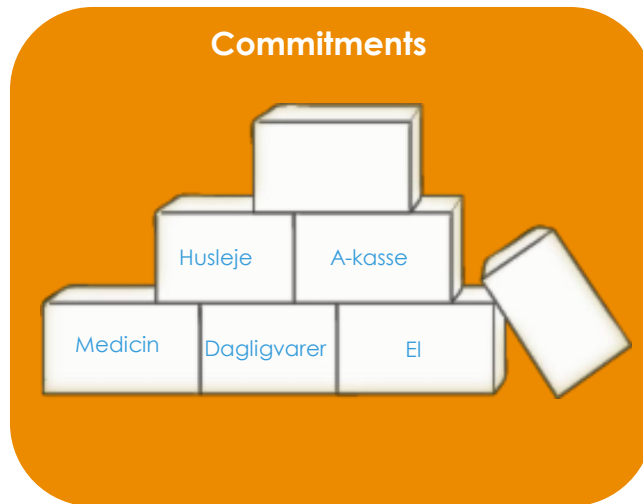 Commitments
Husleje
A-kasse
Medicin
Dagligvarer
El